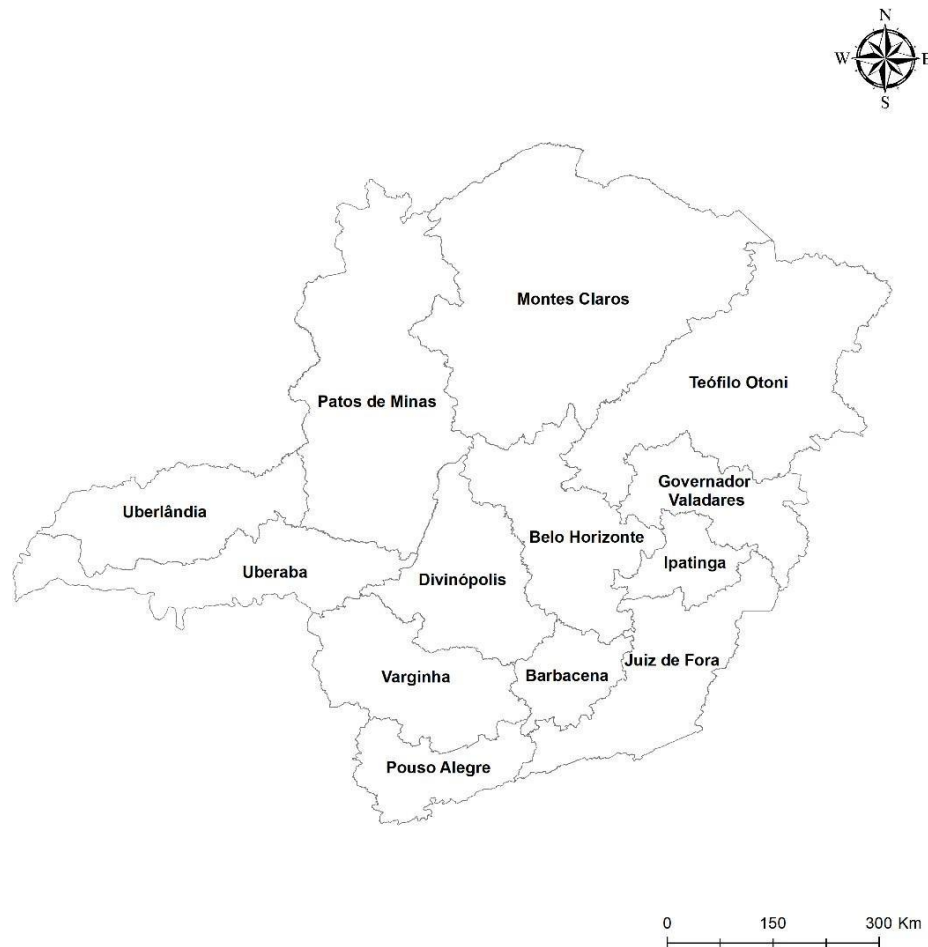 N
W E
S
Montes Claros
Teófilo Otoni
Patos de Minas
Governador
Valadares
Uberlândia
Belo Horizonte
Ipatinga
Uberaba
Divinópolis
Juiz de Fora
Varginha
Barbacena
Pouso Alegre
0 150 300 Km